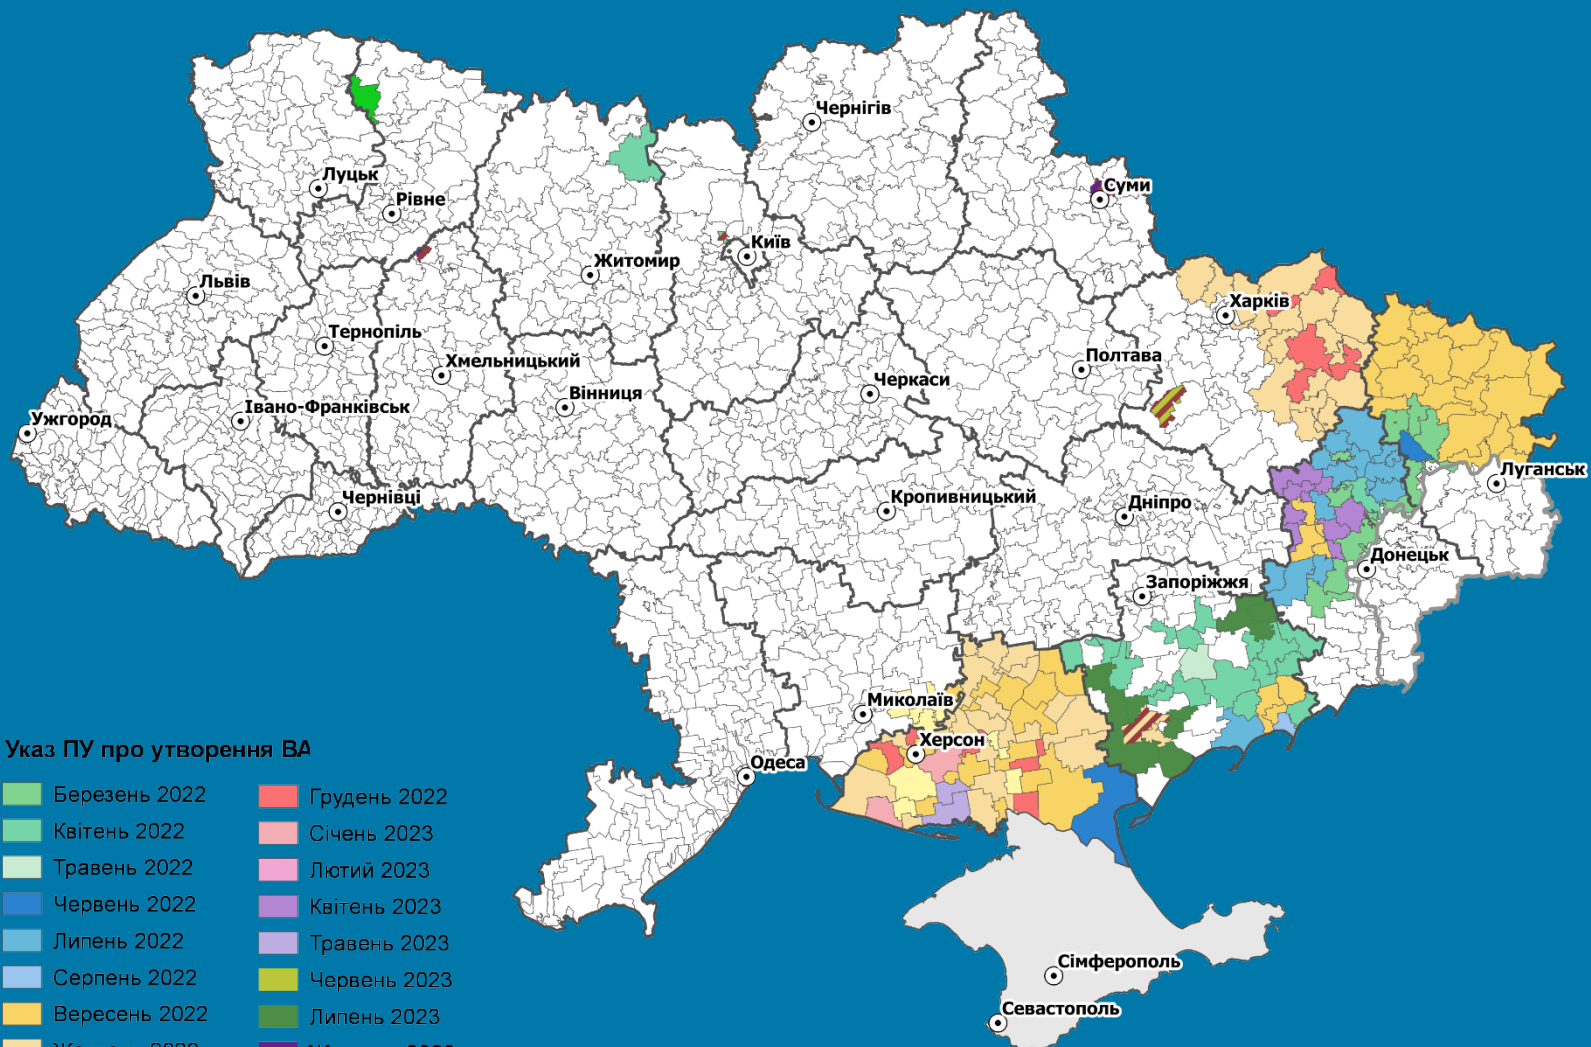 Чернігів
Луцьк
Суми
Рівне
Київ
Житомир
Львів
Харків
Тернопіль
Полтава
Хмельницький
Черкаси
Вінниця
Івано-Франківськ
Ужгород
Луганськ
Чернівці
Кропивницький
Дніпро
Донецьк
Запоріжжя
Миколаїв
Херсон
Одеса
Сімферополь
Севастополь
Указ ПУ про утворення ВА
Березень 2022
Квітень 2022
Травень 2022
Червень 2022
Липень 2022
Серпень 2022
Вересень 2022
Грудень 2022
Січень 2023
Лютий 2023
Квітень 2023
Травень 2023
Червень 2023
Липень 2023